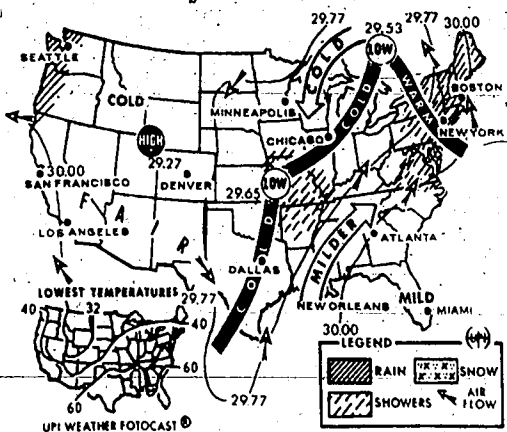 29.77
29.53
29.77
30.00
SEATTLE
COLD
LOW
COLD
MINNEAPOLIS
COLD
WARM
BOSTON
CHICAGO
NEW YORK
HIGH
29.27
30.00
SAN FRANCISCO
DENVER
29.65
LOW
F A I R
LOS ANGELES
COLD
MILDER
ATLANTA
DALLAS
LOWEST TEMPERATURES
29.77
NEW ORLEANS
MILD
MIAMI
40
32
40
30.00
60
60
29.77
LEGEND
UPI
RAIN
SNOW
SHOWERS
AIR
FLOW
UPI WEATHER FOTOCAST ®